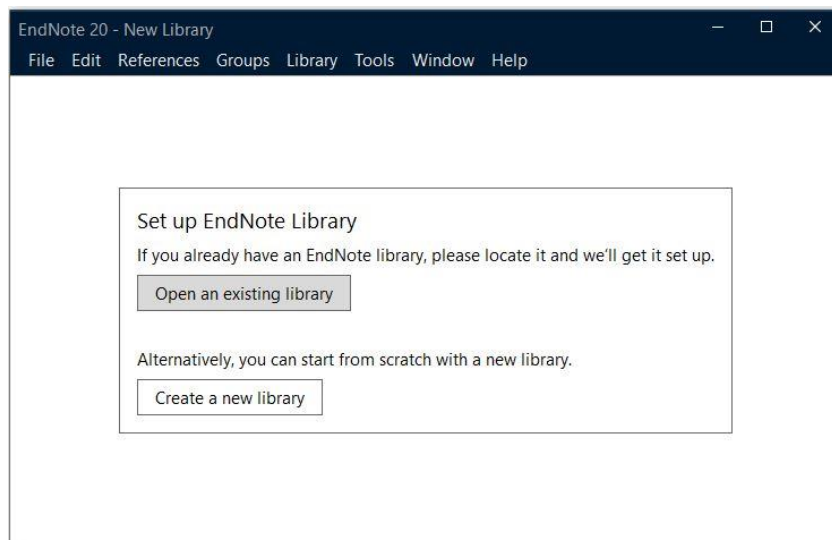 EndNote 20 - New Library
File Edit References Groups Library Tools Window Help
Set up EndNote Library
If you already have an EndNote library, please locate it and we'll get it set up.
Open an existing library
Alternatively, you can start from scratch with a new library.
Create a new library